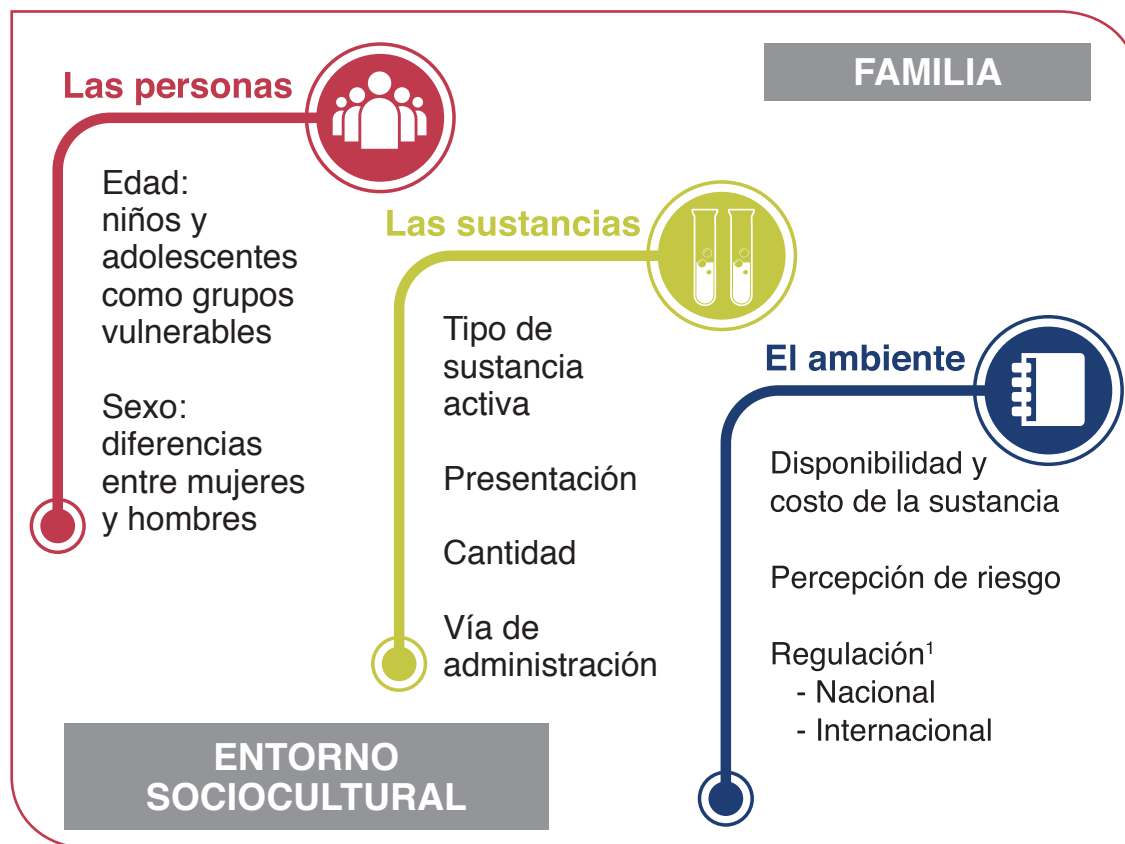 FAMILIA
Las personas
Edad:
niños y
adolescentes
como grupos
vulnerables
Sexo:
diferencias
entre mujeres
y hombres
Las sustancias
Tipo de
sustancia
activa
Presentación
Cantidad
Vía de
administración
El ambiente
Disponibilidad y
costo de la sustancia
Percepción de riesgo
Regulación¹
- Nacional
- Internacional
ENTORNO
SOCIOCULTURAL